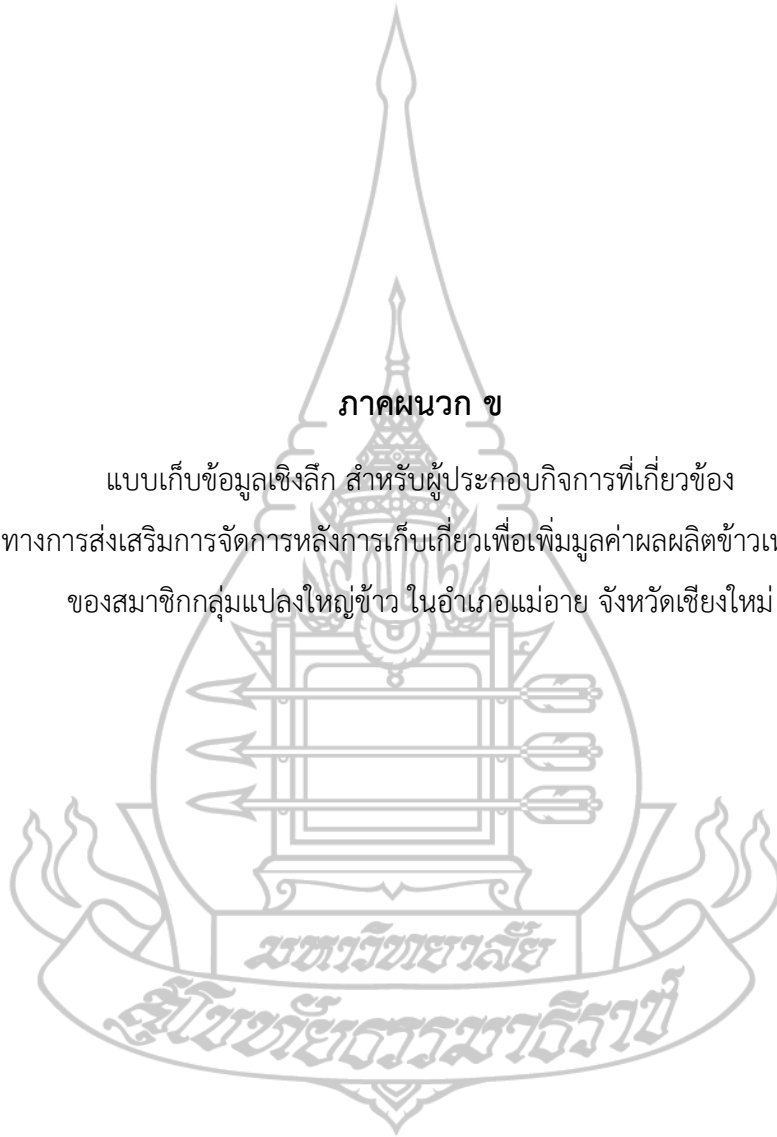 ภาคผนวก ข
แบบเก็บข้อมูลเชิงลึก สำหรับผู้ประกอบกิจการที่เกี่ยวข้อง
ทางการส่งเสริมการจัดการหลังการเก็บเกี่ยวเพื่อเพิ่มมูลค่าผลผลิตข้าวเห
ของสมาชิกกลุ่มแปลงใหญ่ข้าว ในอำเภอแม่อาย จังหวัดเชียงใหม่
มหาวิทยาลัย
สุโขทัยธรรมาธิราช